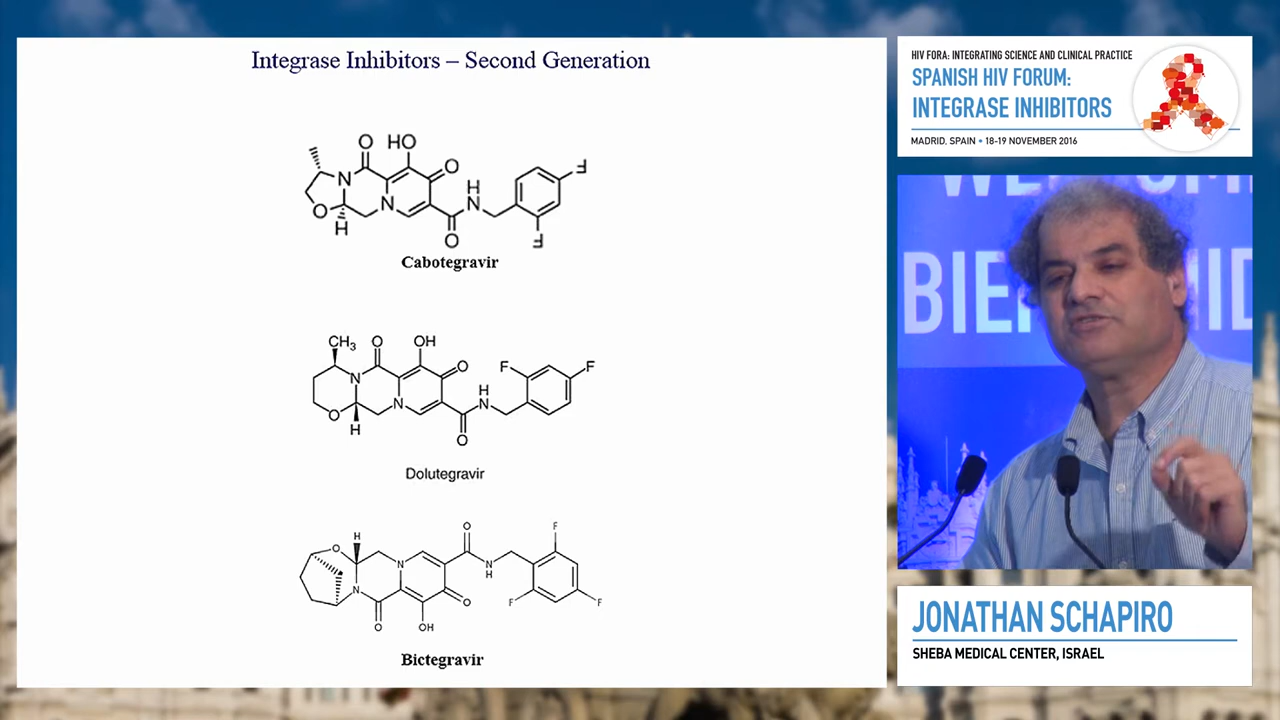 Integrase Inhibitors – Second Generation
O
HO
O
N
N
O
H
H
N
O
F
F
Cabotegravir
CH3
O
OH
O
N
N
O
H
H
N
O
F
F
Dolutegravir
H
O
O
N
N
N
H
O
OH
O
F
F
F
Bictegravir
HIV FORA: INTEGRATING SCIENCE AND CLINICAL PRACTICE
SPANISH HIV FORUM:
INTEGRASE INHIBITORS
MADRID, SPAIN • 18-19 NOVEMBER 2016
BIE
JONATHAN SCHAPIRO
SHEBA MEDICAL CENTER, ISRAEL